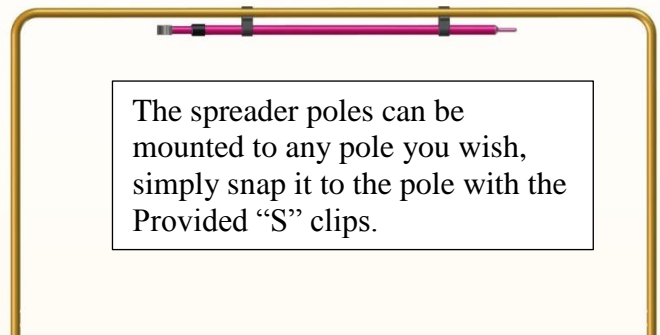 The spreader poles can be
mounted to any pole you wish,
simply snap it to the pole with the
Provided “S” clips.